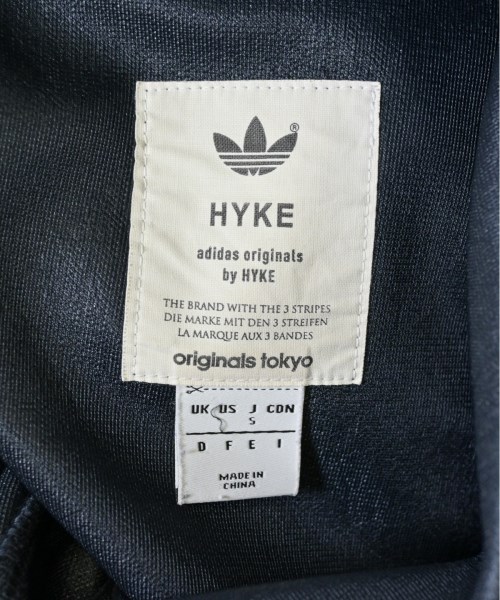 ®
HYKE
adidas originals
by HYKE
THE BRAND WITH THE 3 STRIPES
DIE MARKE MIT DEN 3 STREIFEN
LA MARQUE AUX 3 BANDES
originals tokyo
UK US J CDN
S
D F E I
MADE IN
CHINA